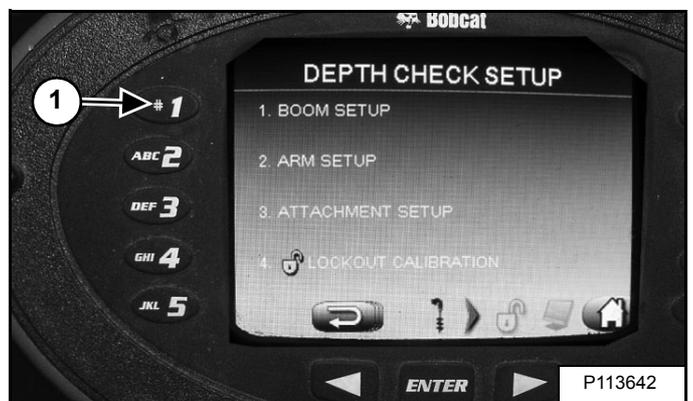 Bobcat
1
# 1
ABC 2
DEF 3
GHI 4
JKL 5
DEPTH CHECK SETUP
1. BOOM SETUP
2. ARM SETUP
3. ATTACHMENT SETUP
4. LOCKOUT CALIBRATION
ENTER
P113642